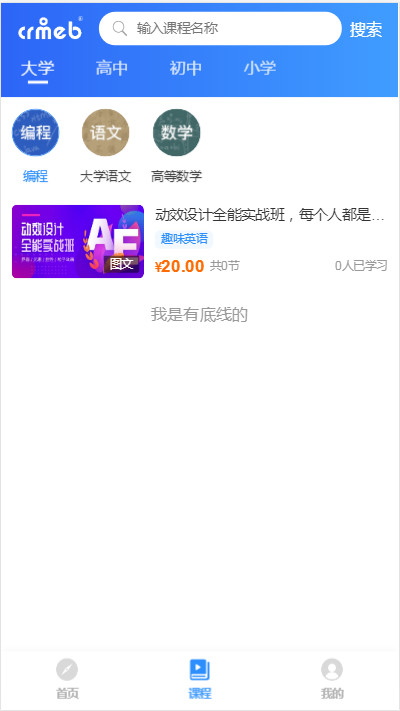 crmeb®
输入课程名称
搜索
大学 高中 初中 小学
编程 语文 数学
编程 大学语文 高等数学
动效设计全能实战班，每个人都是...
动效设计
全能实战班
AE
图文
趣味英语
¥20.00 共0节 0人已学习
我是有底线的
首页 课程 我的